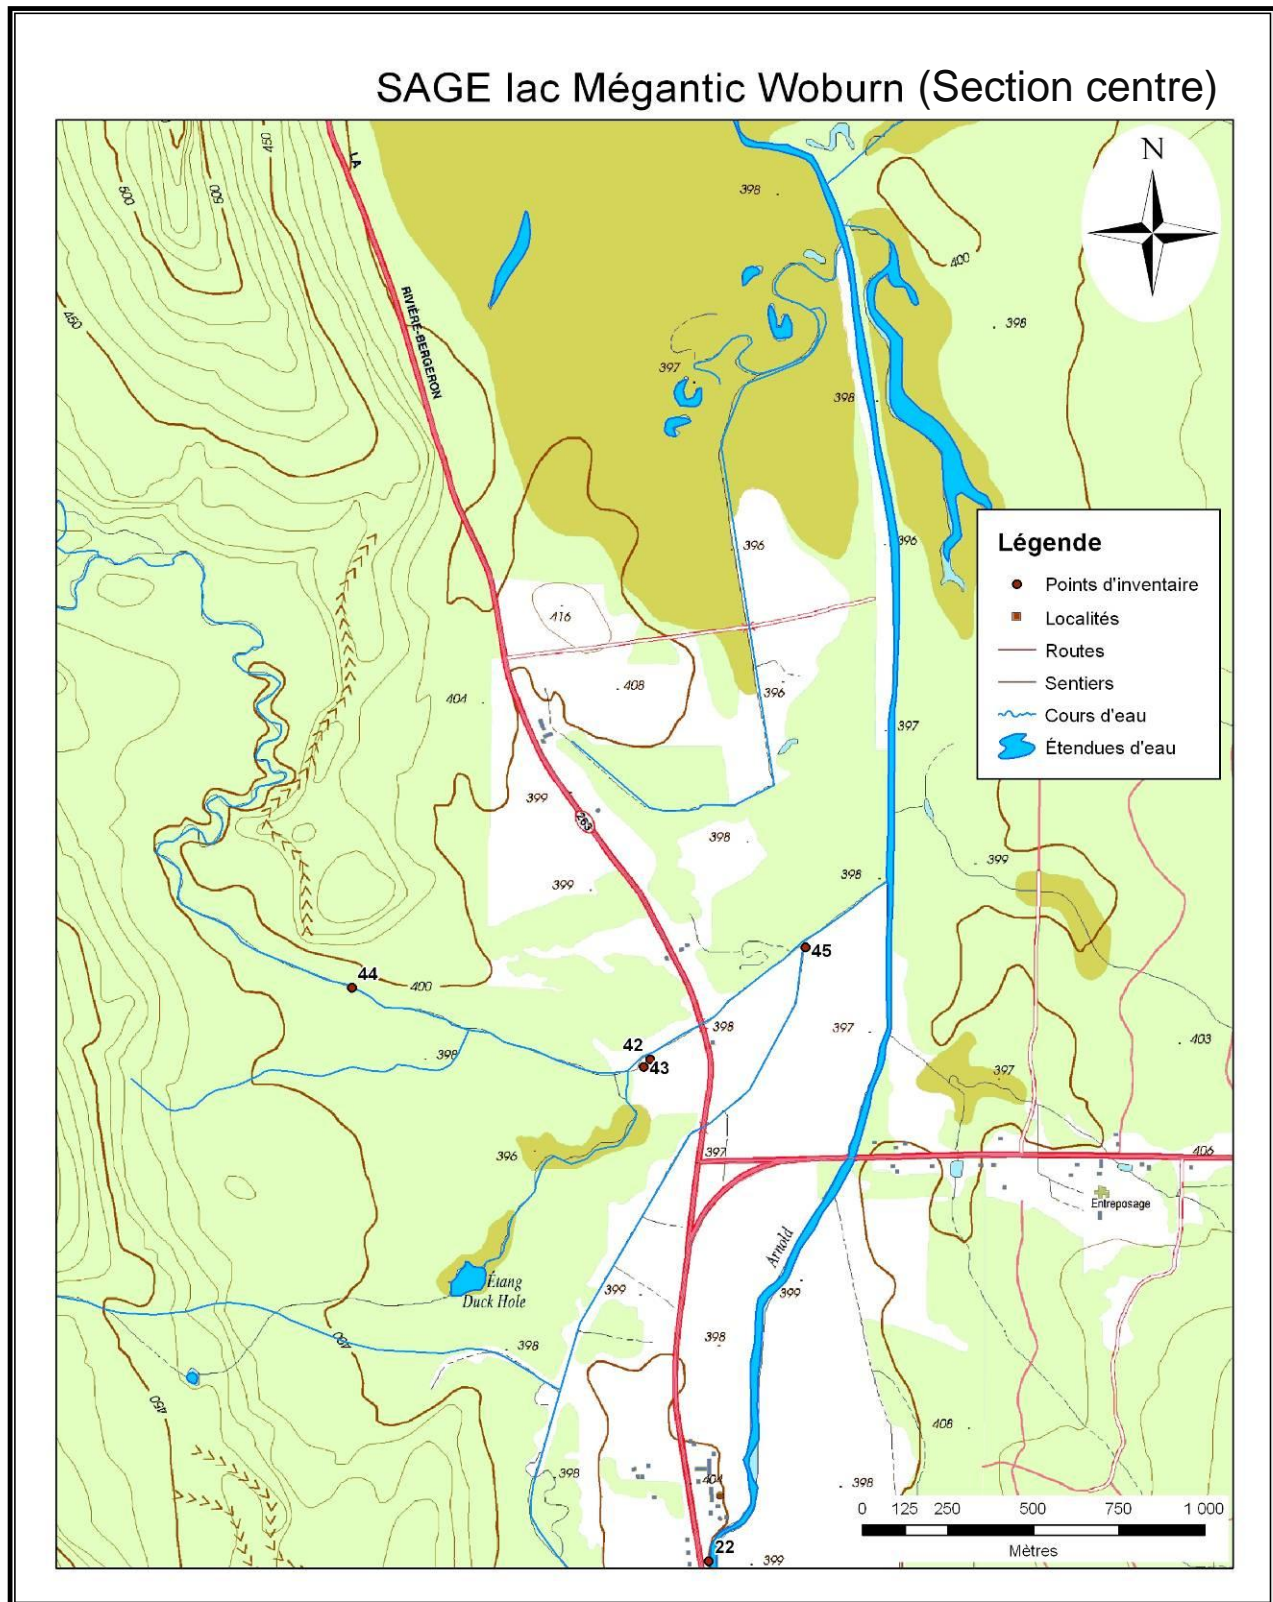 SAGE lac Mégantic Woburn (Section centre)
N
LA
RIVIÈRE-BERGERON
450
500
600
450
398
400
398
397
398
396
396
Légende
Points d'inventaire
Localités
Routes
Sentiers
Cours d'eau
Étendues d'eau
416
408
404
396
397
399
263
398
399
398
399
45
44
400
42
43
398
398
397
403
397
396
397
406
Entreposage
Arnold
Étang
Duck Hole
399
399
400
398
398
450
408
398
404
398
0 125 250 500 750 1 000
Mètres
22
399